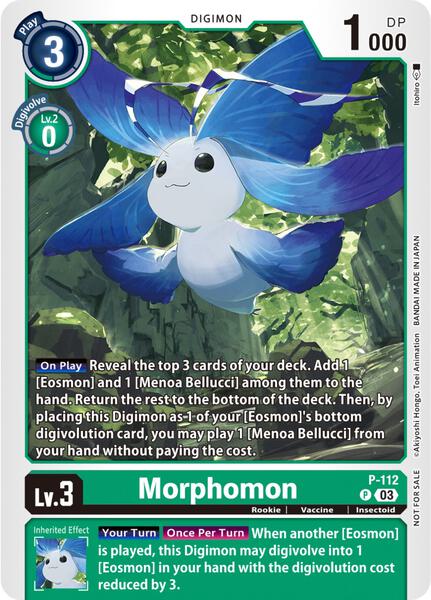 Play
3
DIGIMON
1000
DP
Digivolve
Lv.2
0
Itohiro
On Play Reveal the top 3 cards of your deck. Add 1
[Eosmon] and 1 [Menoa Bellucci] among them to the
hand. Return the rest to the bottom of the deck. Then, by
placing this Digimon as 1 of your [Eosmon]'s bottom
digivolution card, you may play 1 [Menoa Bellucci] from
your hand without paying the cost.
©Akiyoshi Hongo, Toei Animation BANDAI MADE IN JAPAN
NOT FOR SALE
Lv.3
Morphomon
P-112
P 03
Rookie | Vaccine | Insectoid
Inherited Effect
Your Turn Once Per Turn When another [Eosmon]
is played, this Digimon may digivolve into 1
[Eosmon] in your hand with the digivolution cost
reduced by 3.